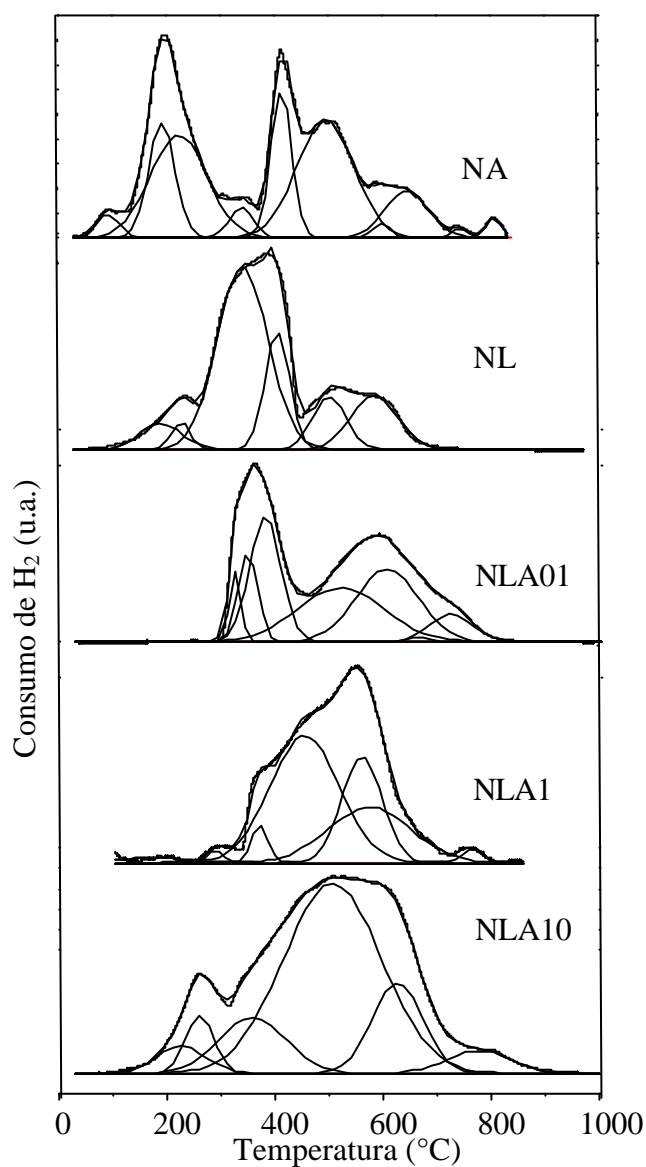 NA
NL
NLA01
NLA1
NLA10
Consumo de H₂ (u.a.)
0 200 400 600 800 1000
Temperatura (°C)